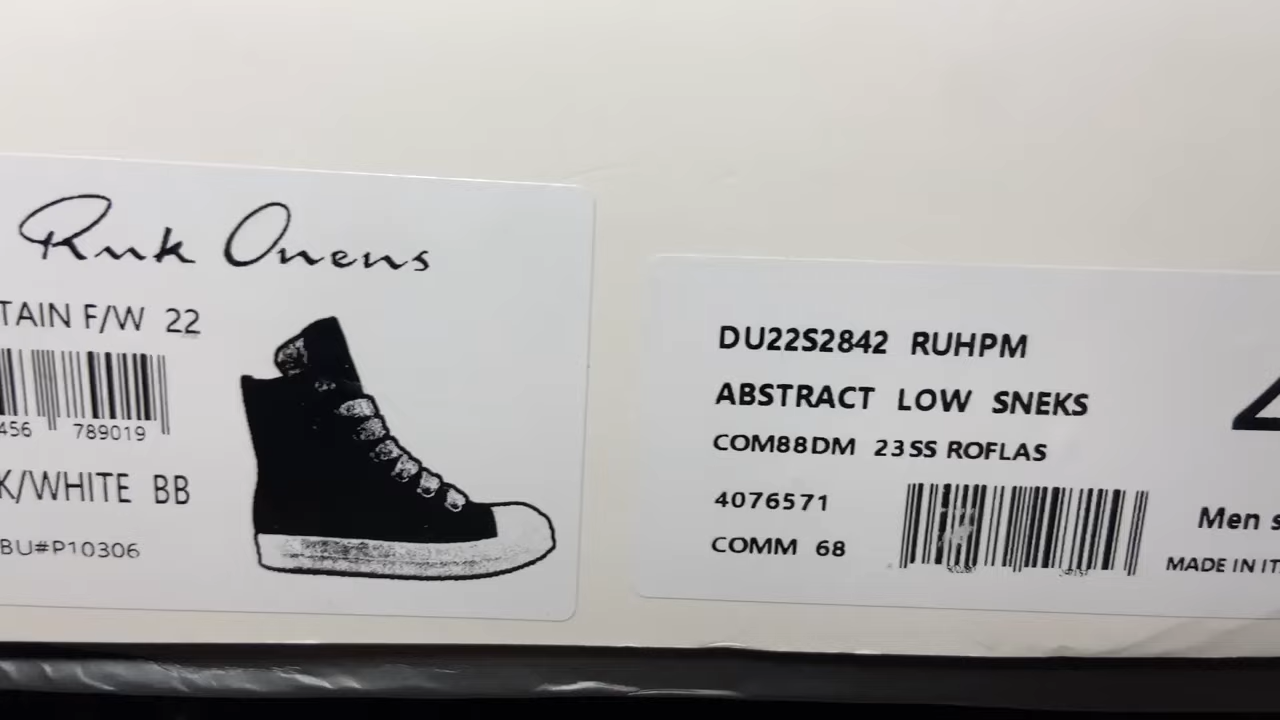 Ruk Onens
TAIN F/W 22
456 789019
K/WHITE BB
BU#P10306
DU22S2842 RUHPM
ABSTRACT LOW SNEKS
COM88DM 23SS ROFLAS
4076571
COMM 68
Men s
MADE IN IT